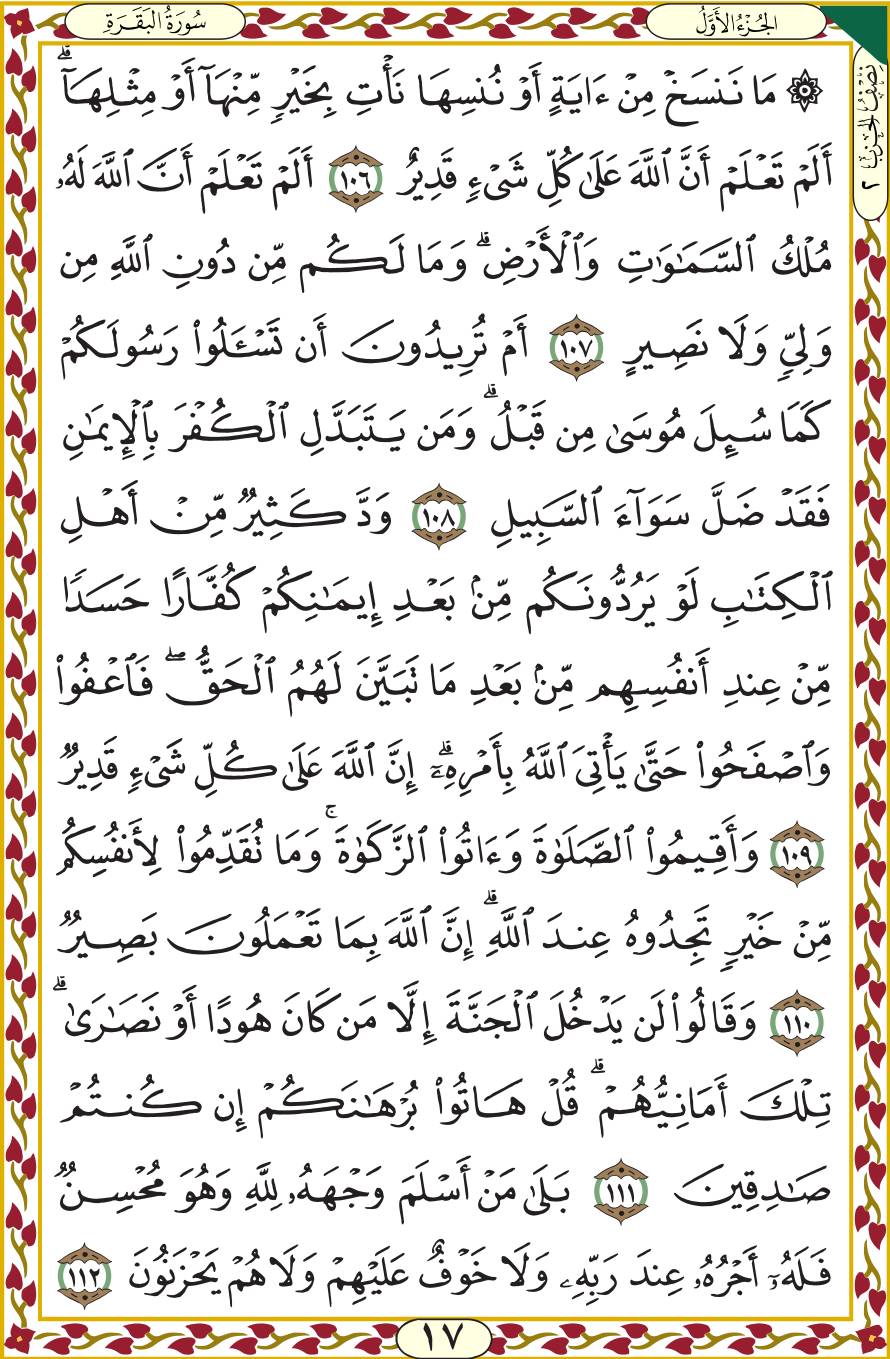 الجُزْءُ الأَوَّلُ
سُورَةُ البَقَرَةِ
نصف الحزب ٢
۞ مَا نَنسَخْ مِنْ ءَايَةٍ أَوْ نُنسِهَا نَأْتِ بِخَيْرٍ مِّنْهَآ أَوْ مِثْلِهَآ ۗ
أَلَمْ تَعْلَمْ أَنَّ ٱللَّهَ عَلَىٰ كُلِّ شَىْءٍ قَدِيرٌ ١٠٦ أَلَمْ تَعْلَمْ أَنَّ ٱللَّهَ لَهُۥ
مُلْكُ ٱلسَّمَـٰوَٰتِ وَٱلْأَرْضِ ۗ وَمَا لَكُم مِّن دُونِ ٱللَّهِ مِن
وَلِىٍّ وَلَا نَصِيرٍ ١٠٧ أَمْ تُرِيدُونَ أَن تَسْـَٔلُوا۟ رَسُولَكُمْ
كَمَا سُئِلَ مُوسَىٰ مِن قَبْلُ ۗ وَمَن يَتَبَدَّلِ ٱلْكُفْرَ بِٱلْإِيمَـٰنِ
فَقَدْ ضَلَّ سَوَآءَ ٱلسَّبِيلِ ١٠٨ وَدَّ كَثِيرٌ مِّنْ أَهْلِ
ٱلْكِتَـٰبِ لَوْ يَرُدُّونَكُم مِّنۢ بَعْدِ إِيمَـٰنِكُمْ كُفَّارًا حَسَدًا
مِّنْ عِندِ أَنفُسِهِم مِّنۢ بَعْدِ مَا تَبَيَّنَ لَهُمُ ٱلْحَقُّ ۖ فَٱعْفُوا۟
وَٱصْفَحُوا۟ حَتَّىٰ يَأْتِىَ ٱللَّهُ بِأَمْرِهِۦٓ ۗ إِنَّ ٱللَّهَ عَلَىٰ كُلِّ شَىْءٍ قَدِيرٌ
١٠٩ وَأَقِيمُوا۟ ٱلصَّلَوٰةَ وَءَاتُوا۟ ٱلزَّكَوٰةَ ۚ وَمَا تُقَدِّمُوا۟ لِأَنفُسِكُم
مِّنْ خَيْرٍ تَجِدُوهُ عِندَ ٱللَّهِ ۗ إِنَّ ٱللَّهَ بِمَا تَعْمَلُونَ بَصِيرٌ
١١٠ وَقَالُوا۟ لَن يَدْخُلَ ٱلْجَنَّةَ إِلَّا مَن كَانَ هُودًا أَوْ نَصَـٰرَىٰ ۗ
تِلْكَ أَمَانِيُّهُمْ ۗ قُلْ هَاتُوا۟ بُرْهَـٰنَكُمْ إِن كُنتُمْ
صَـٰدِقِينَ ١١١ بَلَىٰ مَنْ أَسْلَمَ وَجْهَهُۥ لِلَّهِ وَهُوَ مُحْسِنٌ
فَلَهُۥٓ أَجْرُهُۥ عِندَ رَبِّهِۦ وَلَا خَوْفٌ عَلَيْهِمْ وَلَا هُمْ يَحْزَنُونَ ١١٢
١٧